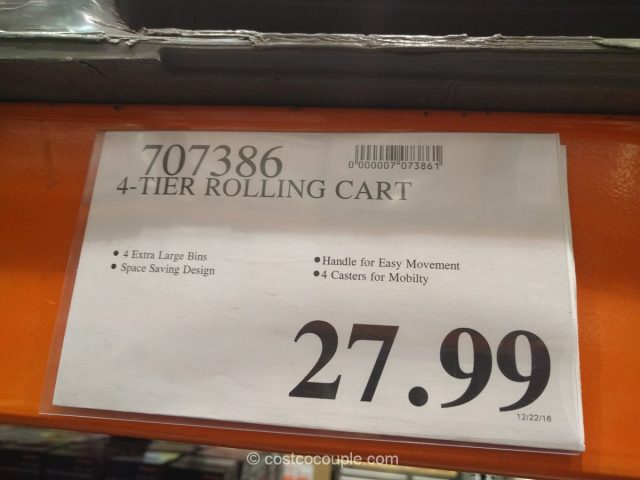 707386
0 000007 073861
4-TIER ROLLING CART
• 4 Extra Large Bins
• Space Saving Design
• Handle for Easy Movement
• 4 Casters for Mobilty
27.99
12/22/16
© costcocouple.com